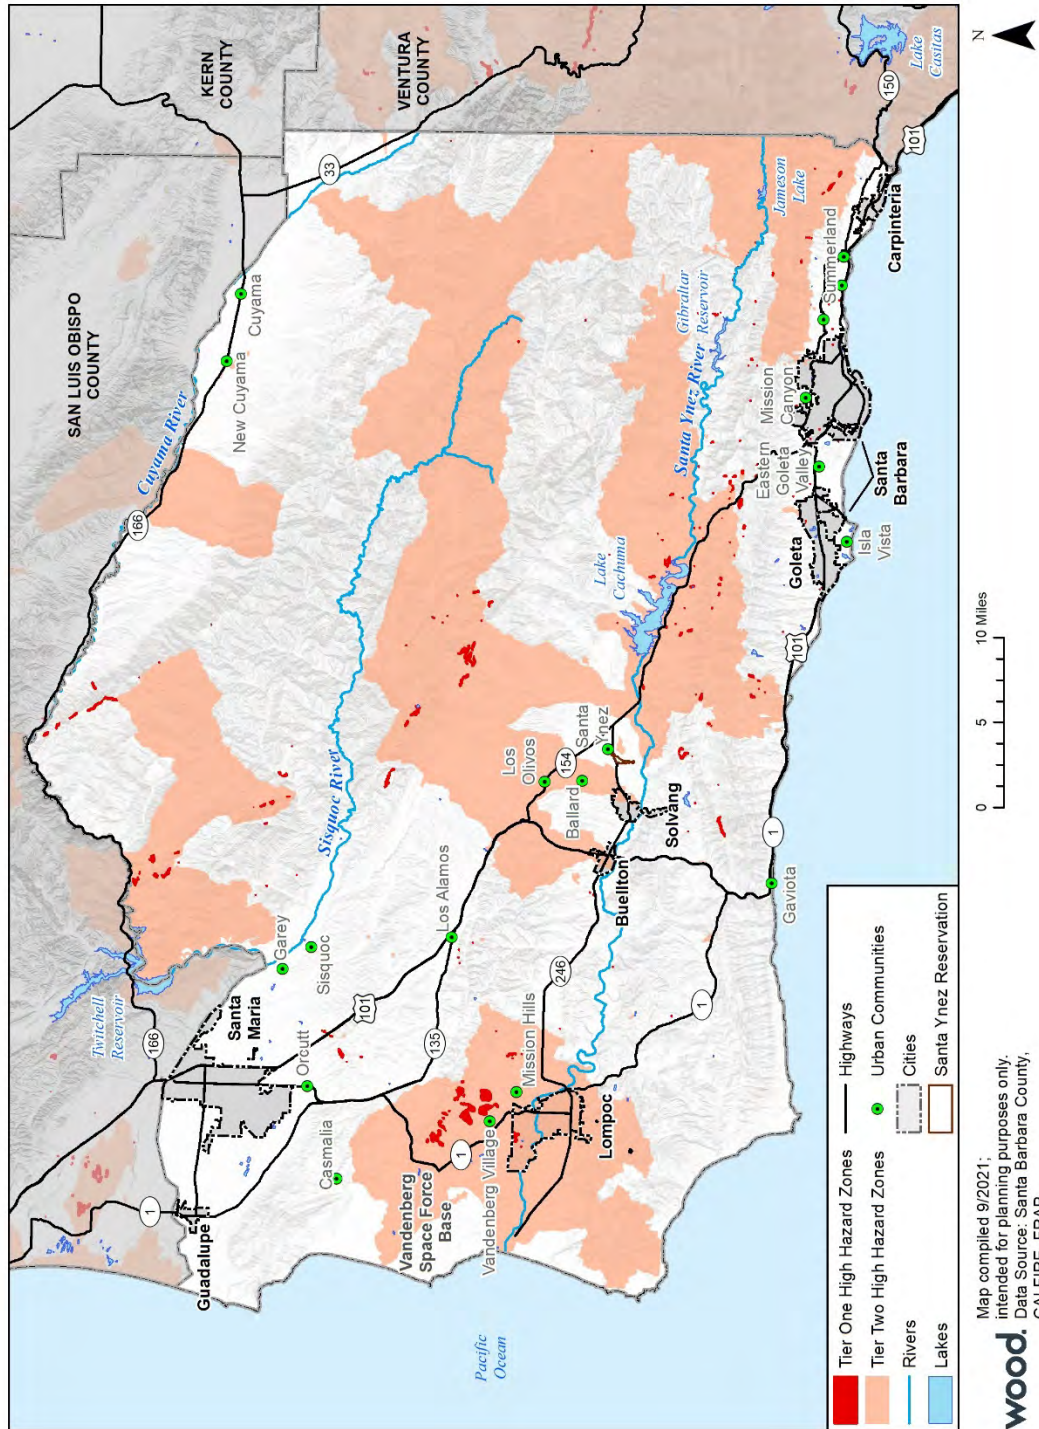 SAN LUIS OBISPO
COUNTY
KERN
COUNTY
VENTURA
COUNTY
Twitchell
Reservoir
166
Cuyama River
166
New Cuyama
Cuyama
33
Guadalupe
1
Santa
Maria
Orcutt
Garey
Sisquoc
Sisquoc River
101
Casmalia
135
Los Alamos
Vandenberg
Space Force
Base
1
Vandenberg Village
Mission Hills
Lompoc
246
1
Buellton
Solvang
Ballard
Los
Olivos
154
Santa
Ynez
Lake
Cachuma
Santa Ynez River
Gibraltar
Reservoir
Jameson
Lake
Lake
Casitas
150
101
Carpinteria
Summerland
Mission
Canyon
Eastern
Goleta
Valley
Santa
Barbara
Goleta
Isla
Vista
101
1
Gaviota
Pacific
Ocean
N
0 5 10 Miles
Tier One High Hazard Zones
Tier Two High Hazard Zones
Rivers
Lakes
Highways
Urban Communities
Cities
Santa Ynez Reservation
wood.
Map compiled 9/2021;
intended for planning purposes only.
Data Source: Santa Barbara County,